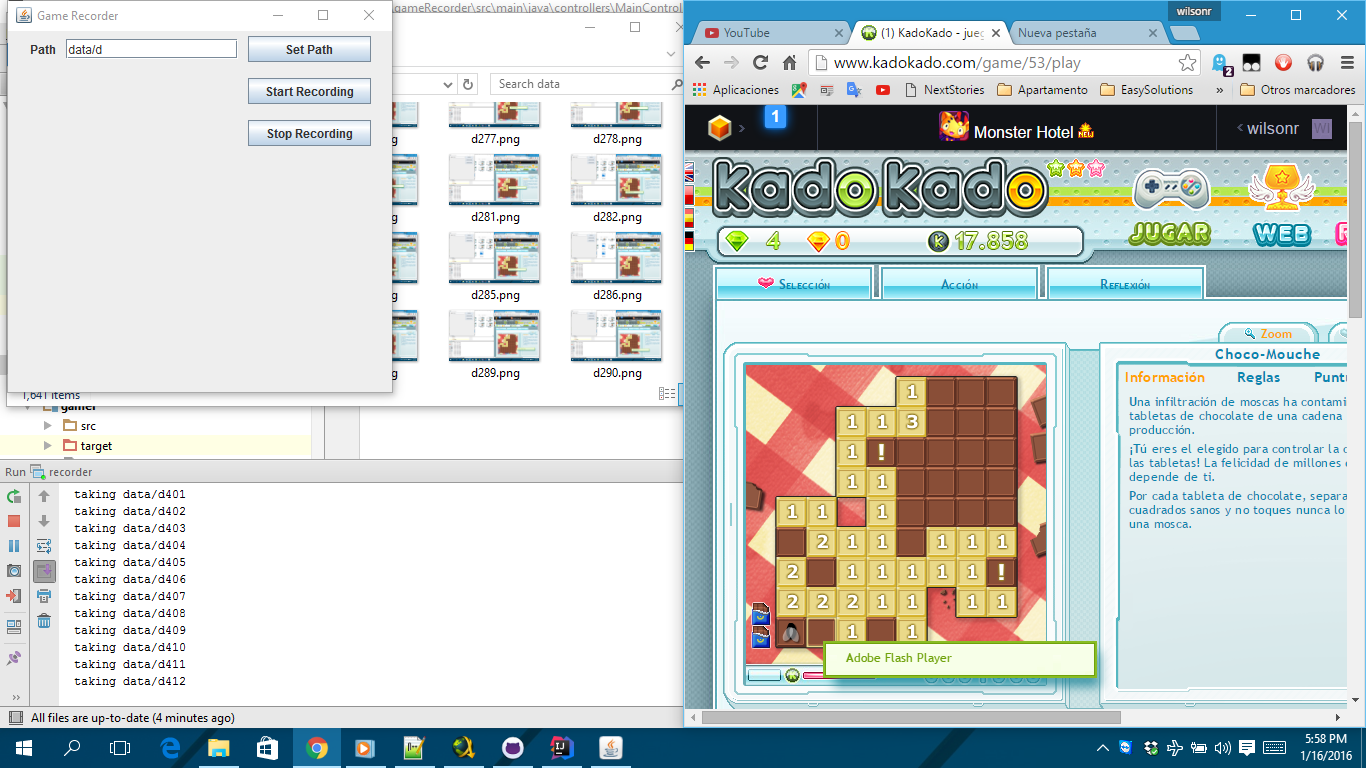 Game Recorder
Path data/d Set Path
Start Recording
Stop Recording
.gameRecorder\src\main\java\controllers\MainControl
Search data
d277.png d278.png
g d281.png d282.png
g d285.png d286.png
g d289.png d290.png
1,641 items
gamer
src
target
Run recorder
taking data/d401
taking data/d402
taking data/d403
taking data/d404
taking data/d405
taking data/d406
taking data/d407
taking data/d408
taking data/d409
taking data/d410
taking data/d411
taking data/d412
All files are up-to-date (4 minutes ago)
wilsonr
YouTube (1) KadoKado - jueg Nueva pestaña
www.kadokado.com/game/53/play
2
Aplicaciones NextStories Apartamento EasySolutions » Otros marcadores
1 Monster Hotel NEW wilsonr WI
kadokado
JUGAR WEB R
4 0 K 17.858
Selección Acción Reflexión
Zoom
Choco-Mouche
Información Reglas Puntu
Una infiltración de moscas ha contami
tabletas de chocolate de una cadena
producción.
¡Tú eres el elegido para controlar la c
las tabletas! La felicidad de millones
depende de ti.
Por cada tableta de chocolate, separa
cuadrados sanos y no toques nunca lo
una mosca.
1
1 1 3
1 !
1 1
1 1 1
2 1 1 1 1 1
2 1 1 1 1 1 !
2 2 2 1 1 1 1
1 1
Adobe Flash Player
5:58 PM
1/16/2016